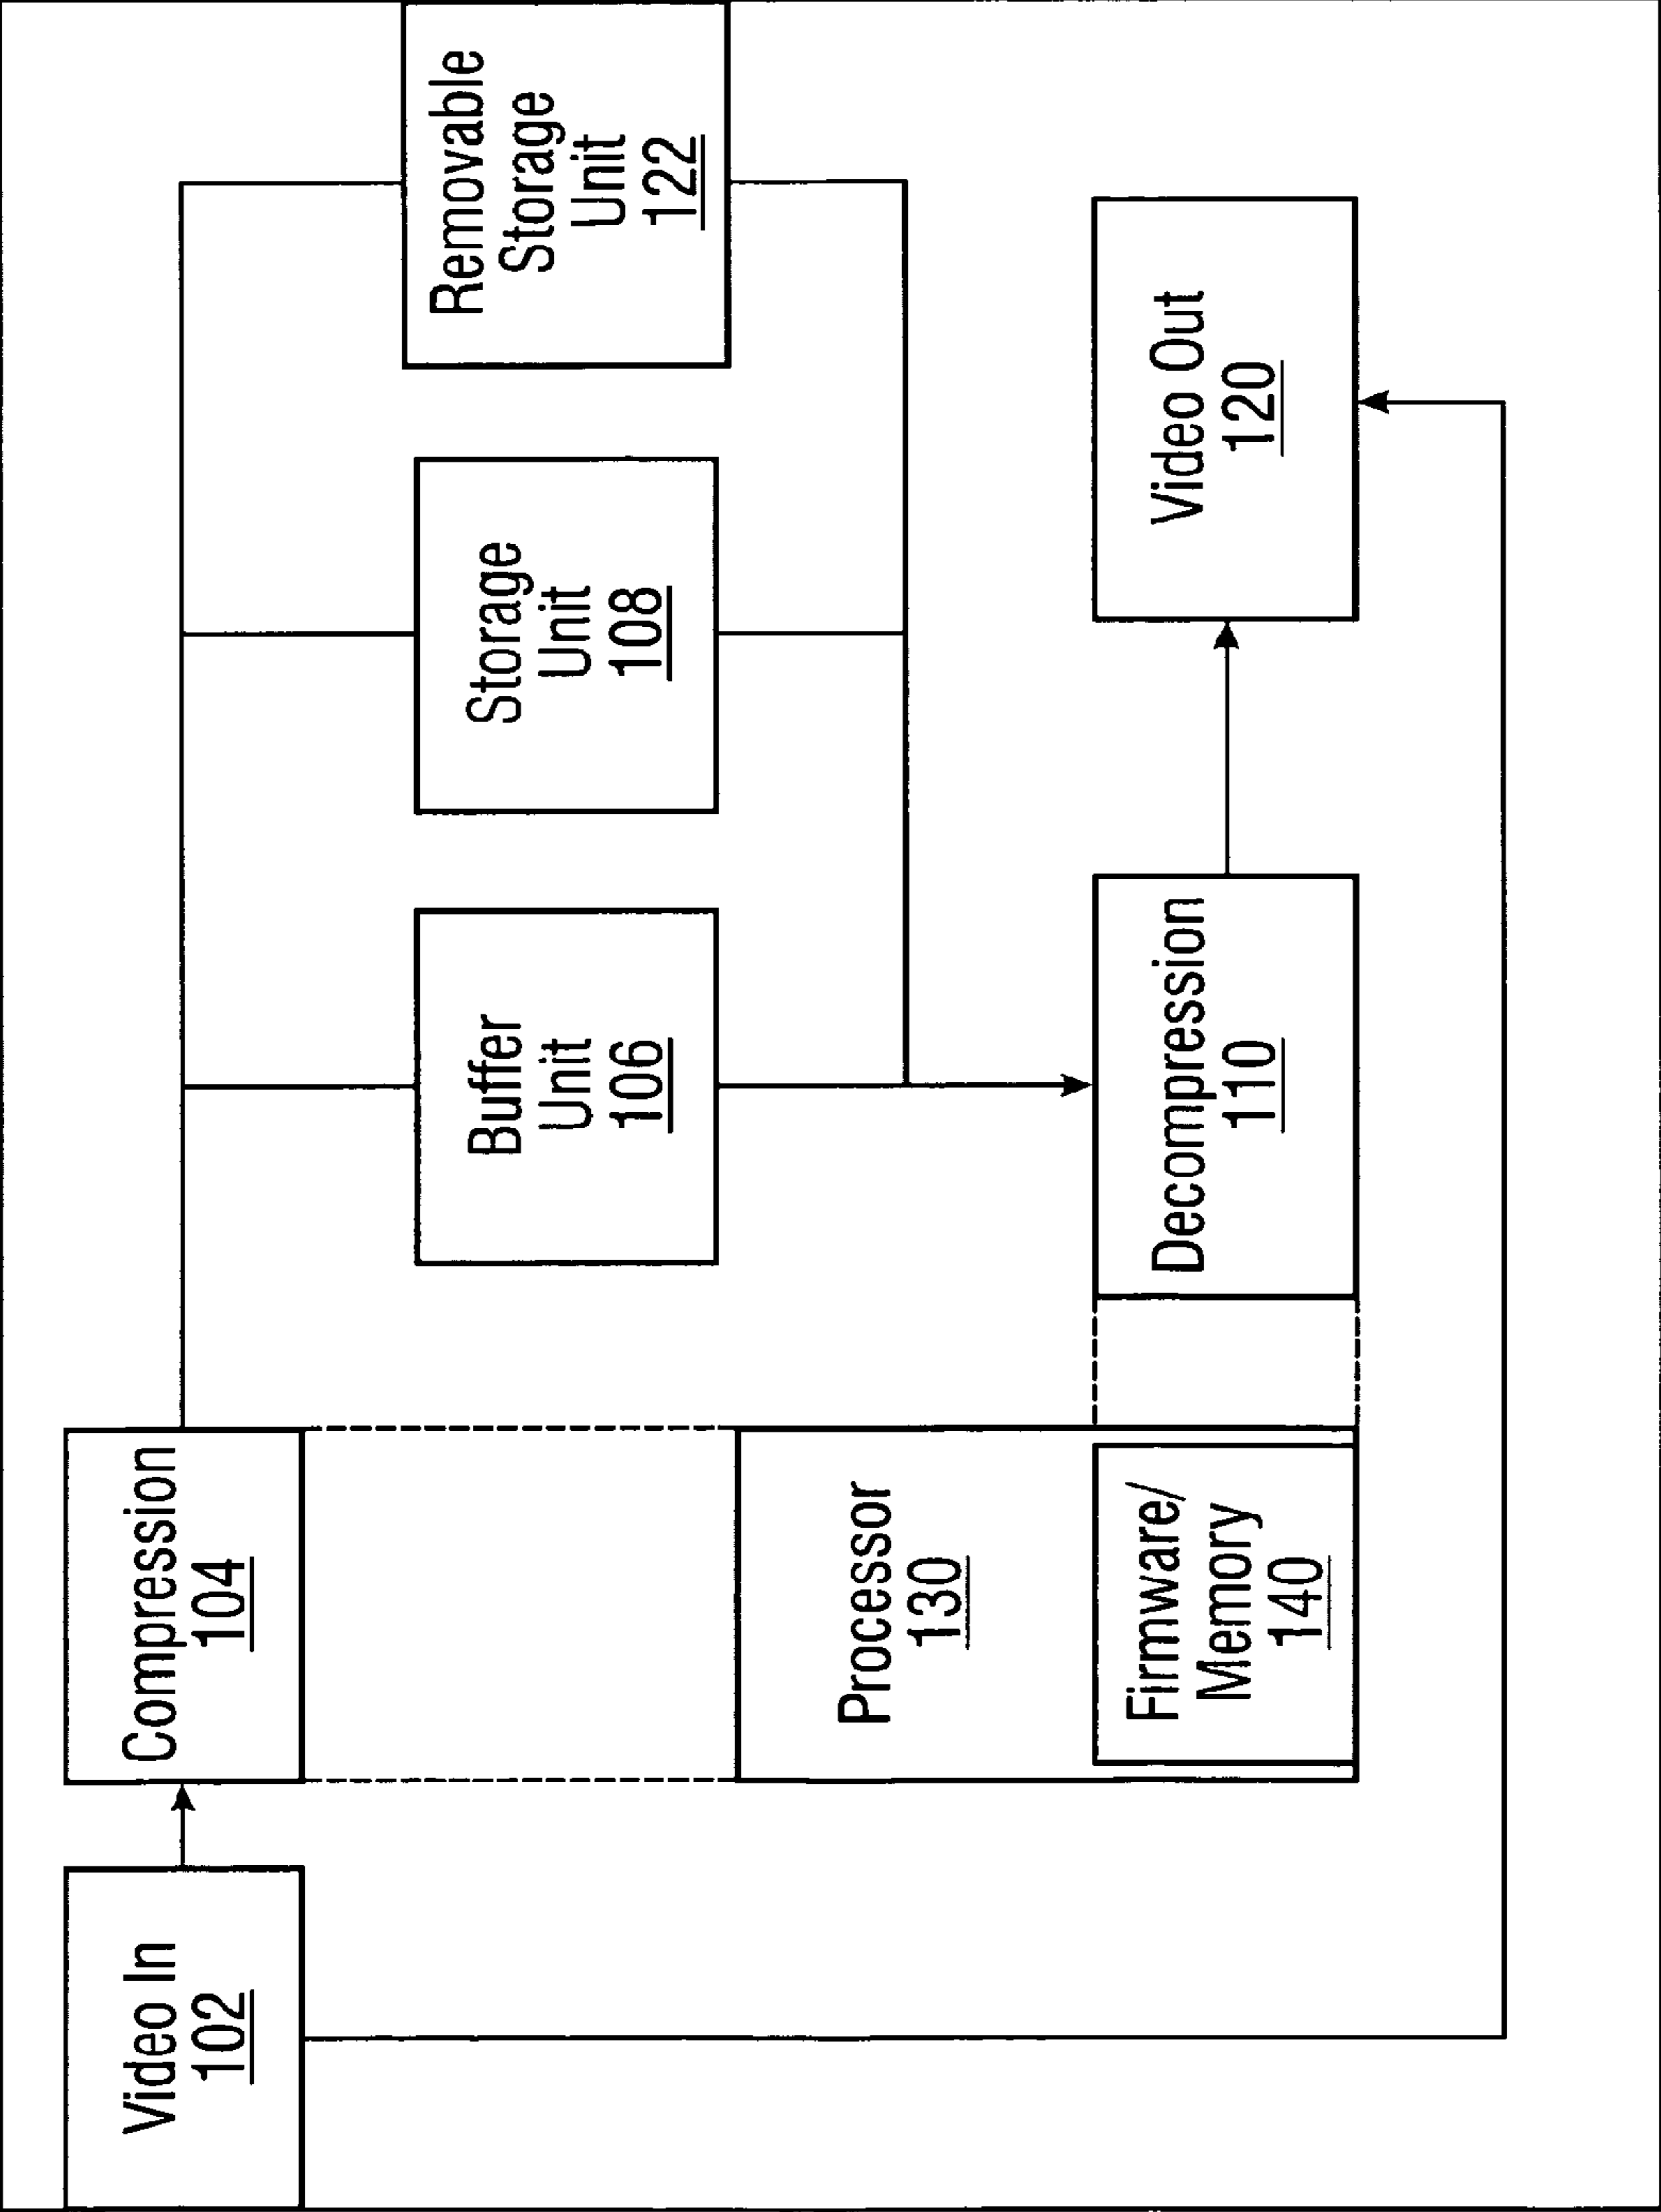 Video In
102
Compression
104
Buffer
Unit
106
Storage
Unit
108
Removable
Storage
Unit
122
Processor
130
Firmware/
Memory
140
Decompression
110
Video Out
120